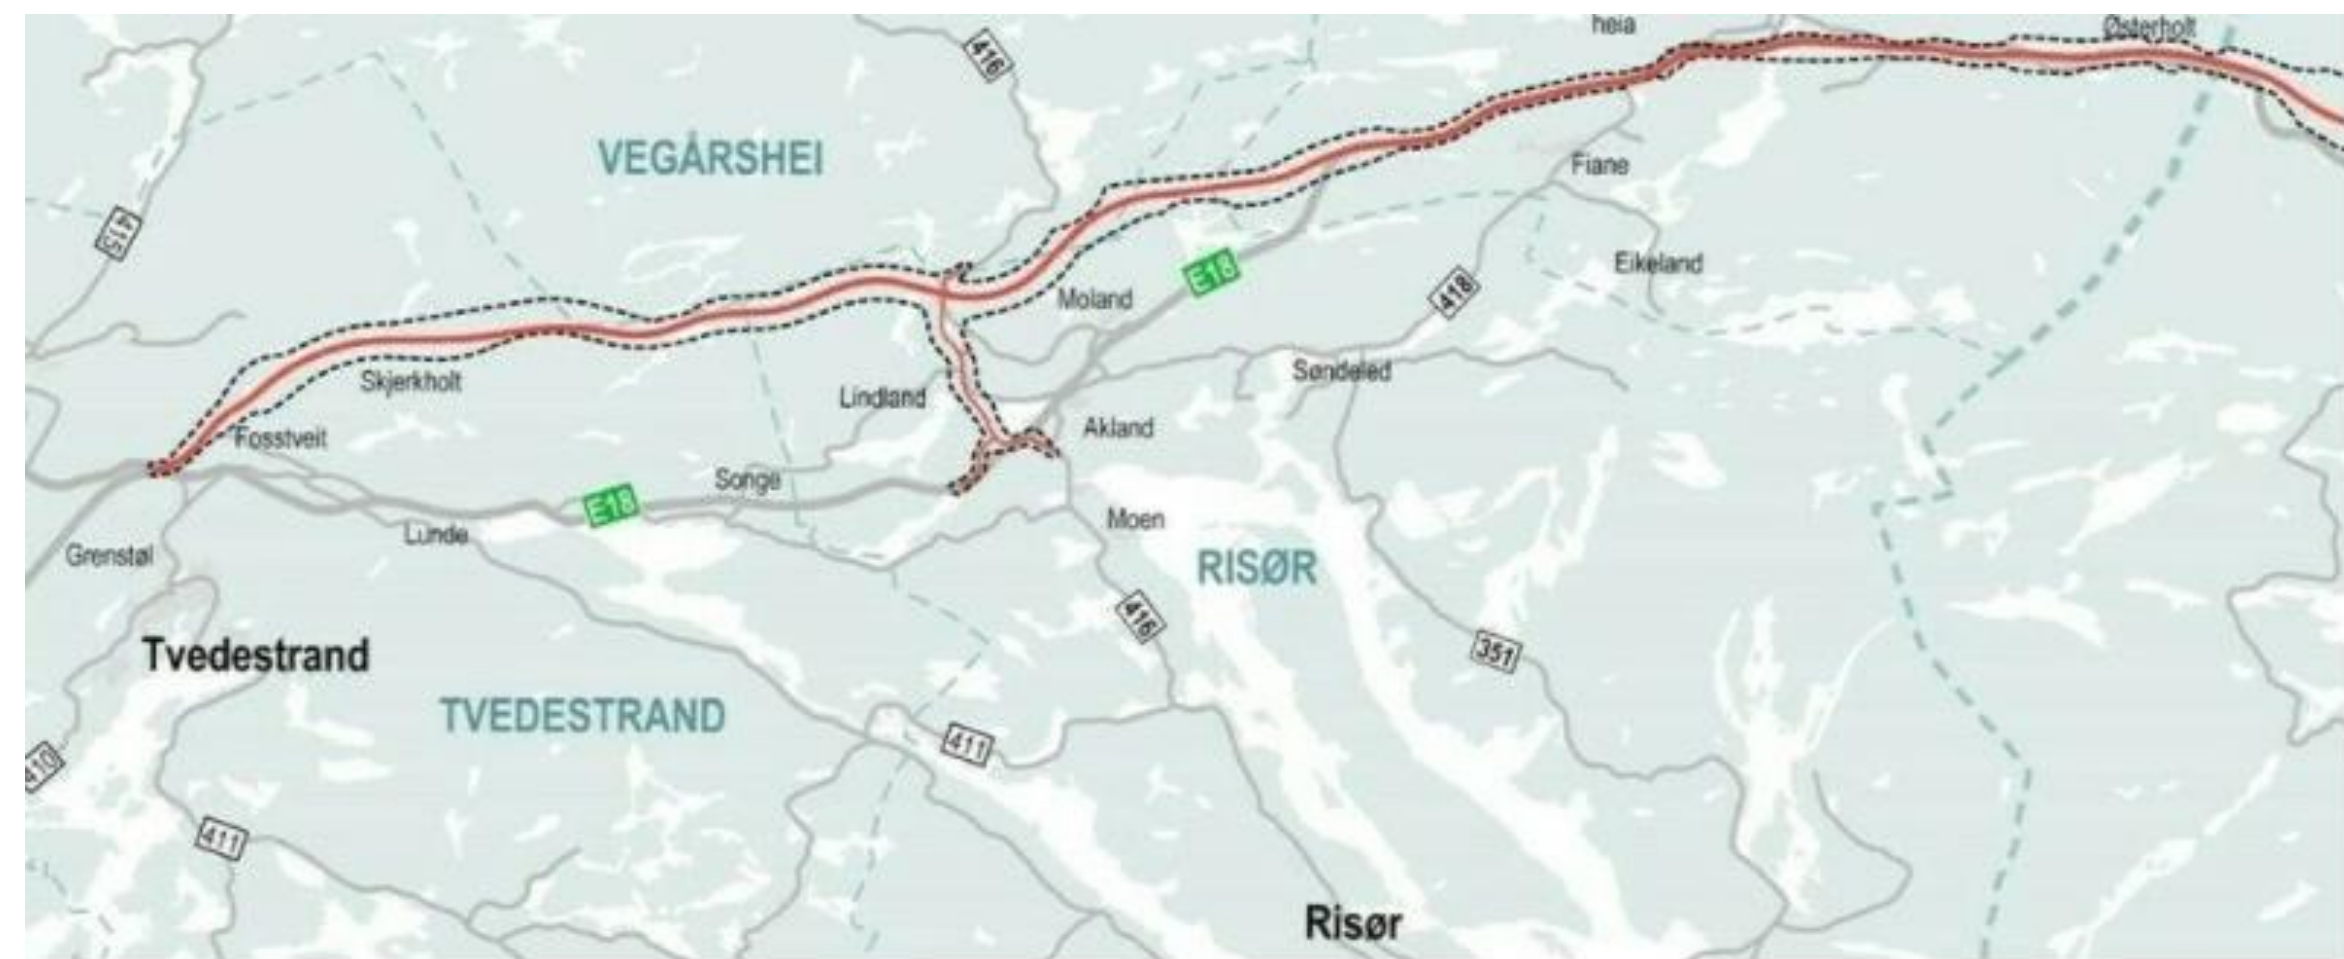 heia
Østerholt
416
VEGÅRSHEI
Fiane
415
E18
Eikeland
418
Moland
Skjerkholt
Søndeled
Lindland
Akland
Fosstveit
Songe
E18
Moen
Lunde
Grenstøl
RISØR
416
Tvedestrand
351
TVEDESTRAND
411
410
411
Risør